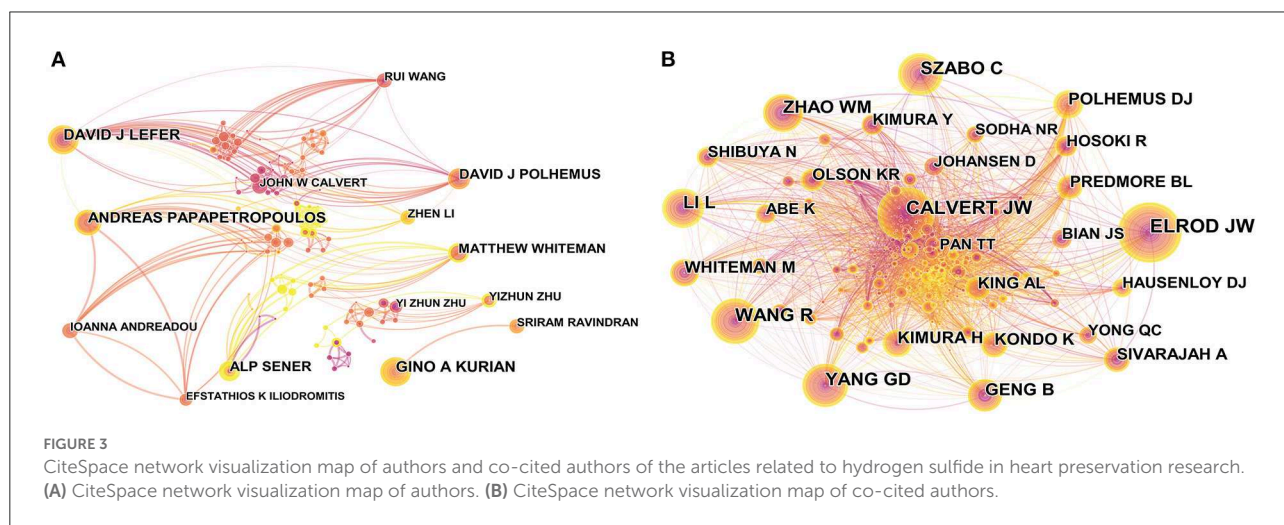 A
RUI WANG
DAVID J LEFER
JOHN W CALVERT
DAVID J POLHEMUS
ANDREAS PAPAPETROPOULOS
ZHEN LI
MATTHEW WHITEMAN
YI ZHUN ZHU
YIZHUN ZHU
IOANNA ANDREADOU
SRIRAM RAVINDRAN
ALP SENER
GINO A KURIAN
EFSTATHIOS K ILIODROMITIS
B
SZABO C
ZHAO WM
KIMURA Y
POLHEMUS DJ
SODHA NR
HOSOKI R
SHIBUYA N
JOHANSEN D
OLSON KR
PREDMORE BL
LI L
ABE K
CALVERT JW
ELROD JW
PAN TT
BIAN JS
WHITEMAN M
KING AL
HAUSENLOY DJ
WANG R
YONG QC
KIMURA H
KONDO K
SIVARAJAH A
YANG GD
GENG B
FIGURE 3
CiteSpace network visualization map of authors and co-cited authors of the articles related to hydrogen sulfide in heart preservation research.
(A) CiteSpace network visualization map of authors. (B) CiteSpace network visualization map of co-cited authors.